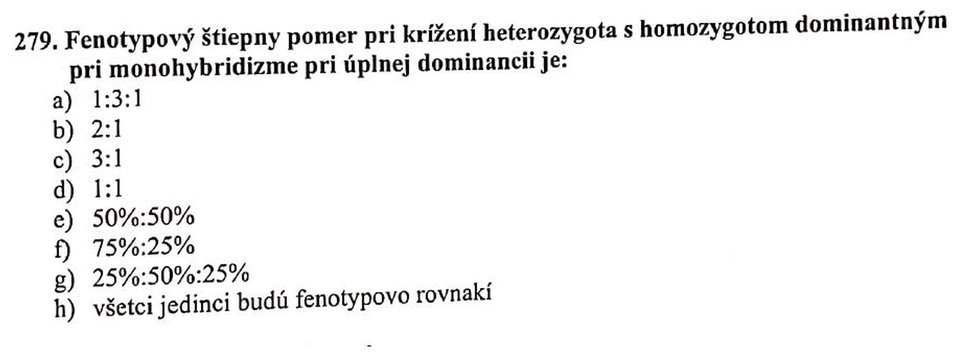 279. Fenotypový štiepny pomer pri krížení heterozygota s homozygotom dominantným
pri monohybridizme pri úplnej dominancii je:
a) 1:3:1
b) 2:1
c) 3:1
d) 1:1
e) 50%:50%
f) 75%:25%
g) 25%:50%:25%
h) všetci jedinci budú fenotypovo rovnakí